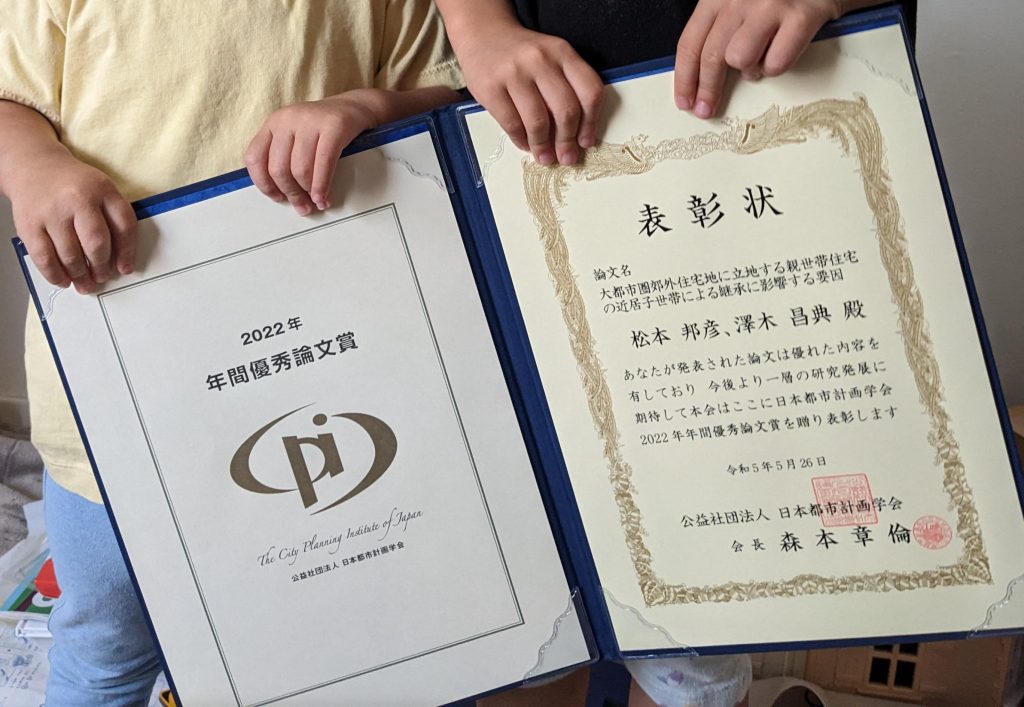 2022年
年間優秀論文賞
The City Planning Institute of Japan
公益社団法人 日本都市計画学会
表彰状
論文名
大都市圏郊外住宅地に立地する親世帯住宅
の近居子世帯による継承に影響する要因
松本 邦彦、澤木 昌典 殿
あなたが発表された論文は優れた内容を
有しており 今後より一層の研究発展に
期待して本会はここに日本都市計画学会
2022年年間優秀論文賞を贈り表彰します
令和5年5月26日
公益社団法人 日本都市計画学会
会長 森本章倫